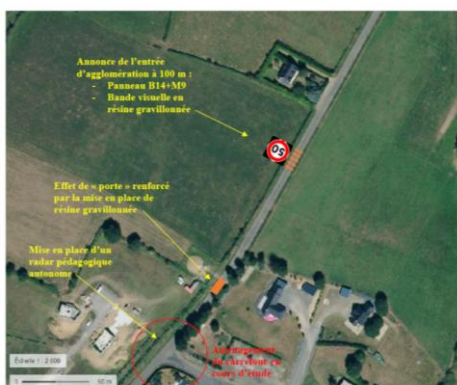 Annonce de l'entrée
d'agglomération à 100 m :
- Panneau B14+M9
- Bande visuelle en
résine gravillonnée
50
Effet de « porte » renforcé
par la mise en place de
résine gravillonnée
Mise en place d'un
radar pédagogique
autonome
Aménagement
du carrefour en
cours d'étude
Échelle 1 : 2 000
0 50 m